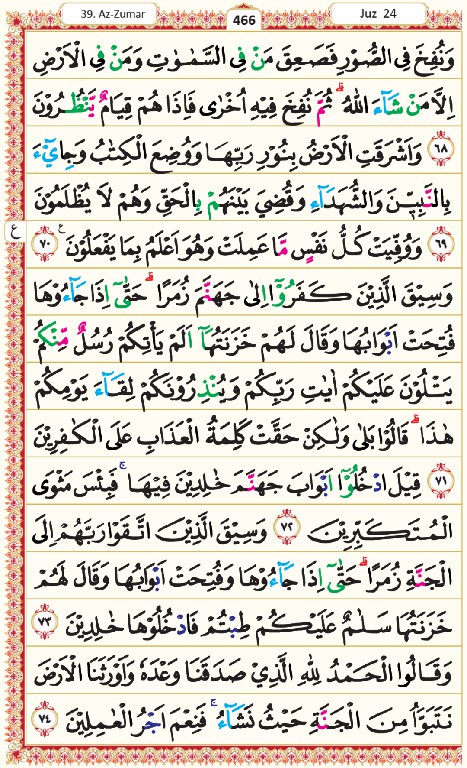 39. Az-Zumar
466
Juz 24
وَنُفِخَ فِي الصُّوْرِ فَصَعِقَ مَنْ فِي السَّمٰوٰتِ وَمَنْ فِي الْاَرْضِ
اِلَّا مَنْ شَآءَ اللهُ ۗ ثُمَّ نُفِخَ فِيْهِ اُخْرٰى فَاِذَا هُمْ قِيَامٌ يَّنْظُرُوْنَ
٦٨ وَاَشْرَقَتِ الْاَرْضُ بِنُوْرِ رَبِّهَا وَوُضِعَ الْكِتٰبُ وَجِايْۤءَ
بِالنَّبِيّٖنَ وَالشُّهَدَآءِ وَقُضِيَ بَيْنَهُمْ بِالْحَقِّ وَهُمْ لَا يُظْلَمُوْنَ
٦٩ وَوُفِّيَتْ كُلُّ نَفْسٍ مَّا عَمِلَتْ وَهُوَ اَعْلَمُ بِمَا يَفْعَلُوْنَ ࣖ ٧٠
ع
وَسِيْقَ الَّذِيْنَ كَفَرُوْٓا اِلٰى جَهَنَّمَ زُمَرًا ۗ حَتّٰىٓ اِذَا جَآءُوْهَا
فُتِحَتْ اَبْوَابُهَا وَقَالَ لَهُمْ خَزَنَتُهَآ اَلَمْ يَأْتِكُمْ رُسُلٌ مِّنْكُمْ
يَتْلُوْنَ عَلَيْكُمْ اٰيٰتِ رَبِّكُمْ وَيُنْذِرُوْنَكُمْ لِقَآءَ يَوْمِكُمْ
هٰذَا ۗ قَالُوْا بَلٰى وَلٰكِنْ حَقَّتْ كَلِمَةُ الْعَذَابِ عَلَى الْكٰفِرِيْنَ
٧١ قِيْلَ ادْخُلُوْٓا اَبْوَابَ جَهَنَّمَ خٰلِدِيْنَ فِيْهَا ۚ فَبِئْسَ مَثْوَى
الْمُتَكَبِّرِيْنَ ٧٢ وَسِيْقَ الَّذِيْنَ اتَّقَوْا رَبَّهُمْ اِلَى
الْجَنَّةِ زُمَرًا ۗ حَتّٰىٓ اِذَا جَآءُوْهَا وَفُتِحَتْ اَبْوَابُهَا وَقَالَ لَهُمْ
خَزَنَتُهَا سَلٰمٌ عَلَيْكُمْ طِبْتُمْ فَادْخُلُوْهَا خٰلِدِيْنَ ٧٣
وَقَالُوا الْحَمْدُ لِلّٰهِ الَّذِيْ صَدَقَنَا وَعْدَهٗ وَاَوْرَثَنَا الْاَرْضَ
نَتَبَوَّاُ مِنَ الْجَنَّةِ حَيْثُ نَشَآءُ ۚ فَنِعْمَ اَجْرُ الْعٰمِلِيْنَ ٧٤